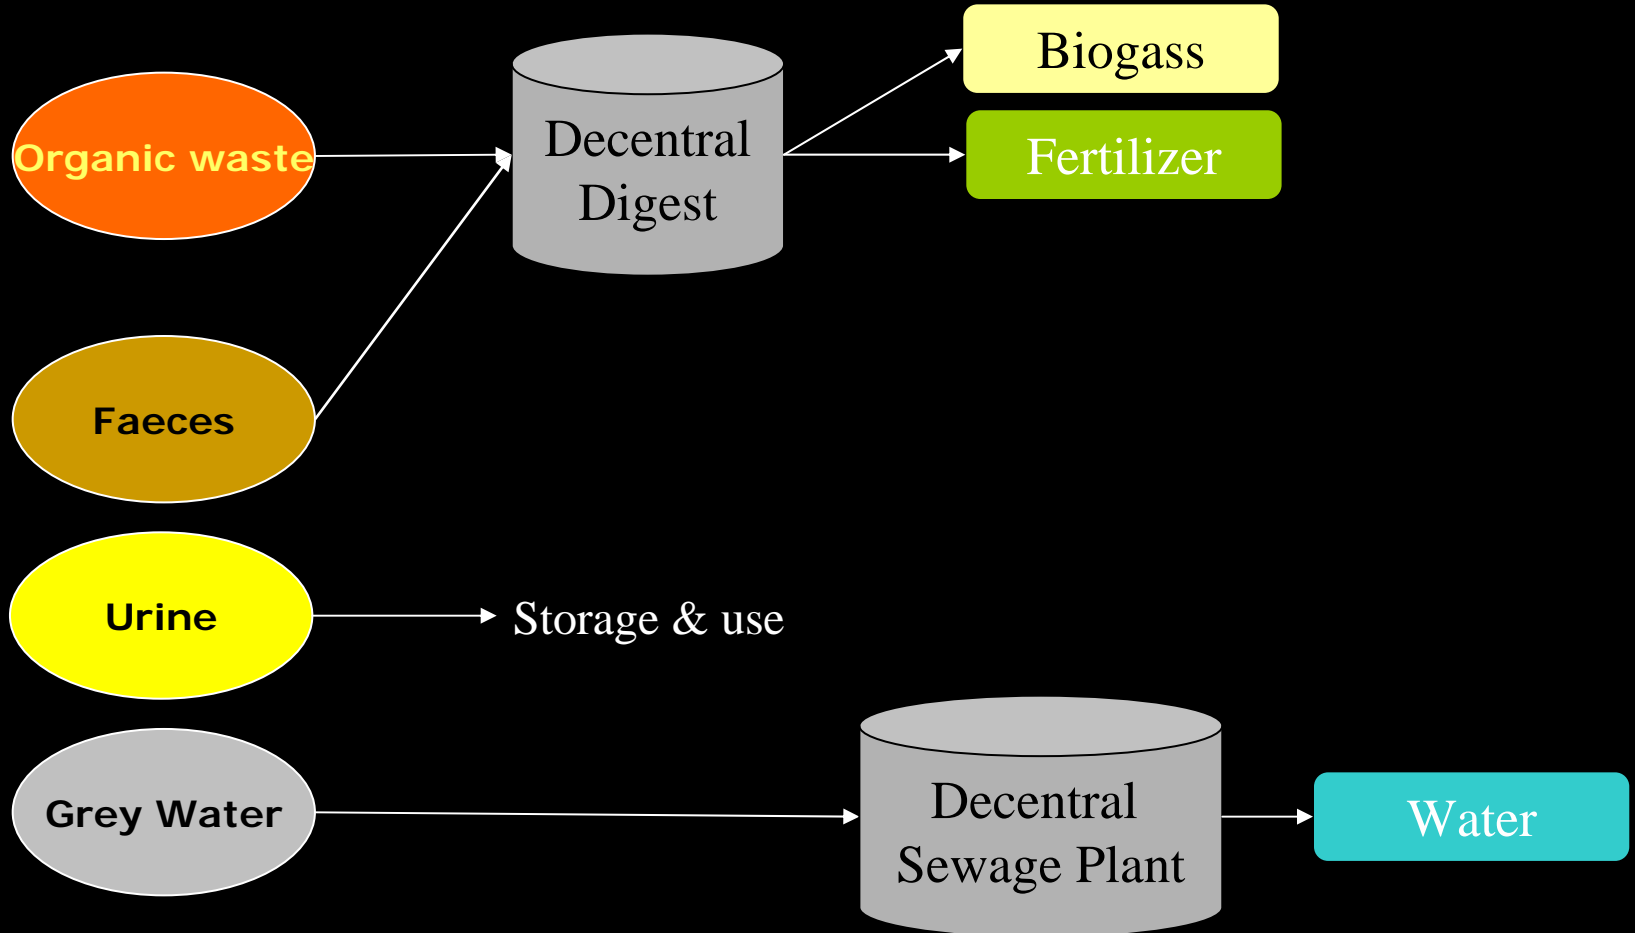 Biogass
Organic waste
Decentral
Digest
Fertilizer
Faeces
Urine
Storage & use
Grey Water
Decentral
Sewage Plant
Water